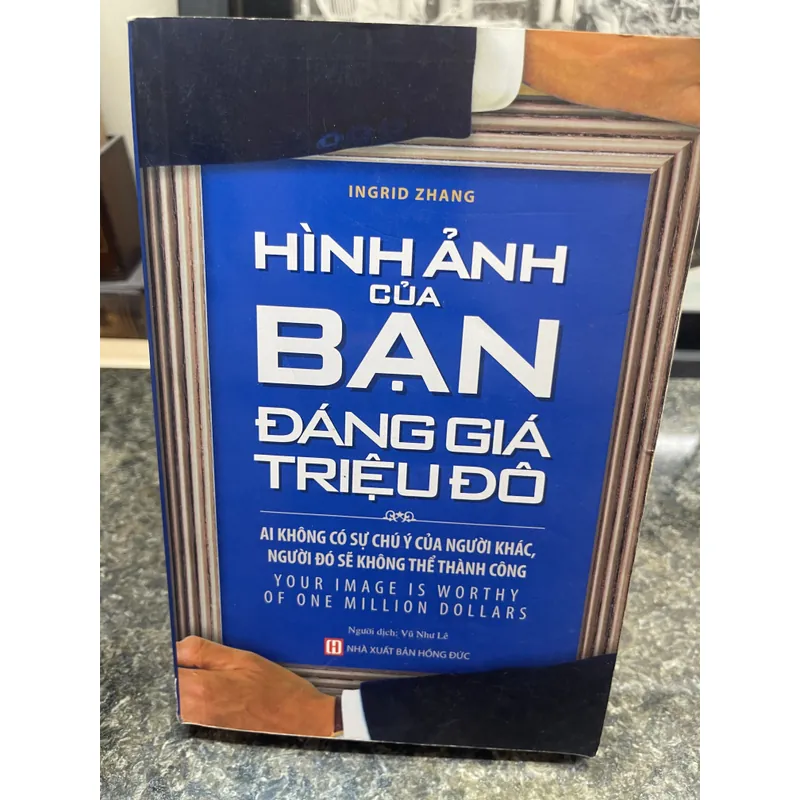 INGRID ZHANG
HÌNH ẢNH
CỦA
BẠN
ĐÁNG GIÁ
TRIỆU ĐÔ
AI KHÔNG CÓ SỰ CHÚ Ý CỦA NGƯỜI KHÁC,
NGƯỜI ĐÓ SẼ KHÔNG THỂ THÀNH CÔNG
YOUR IMAGE IS WORTHY
OF ONE MILLION DOLLARS
Người dịch: Vũ Như Lê
NHÀ XUẤT BẢN HỒNG ĐỨC